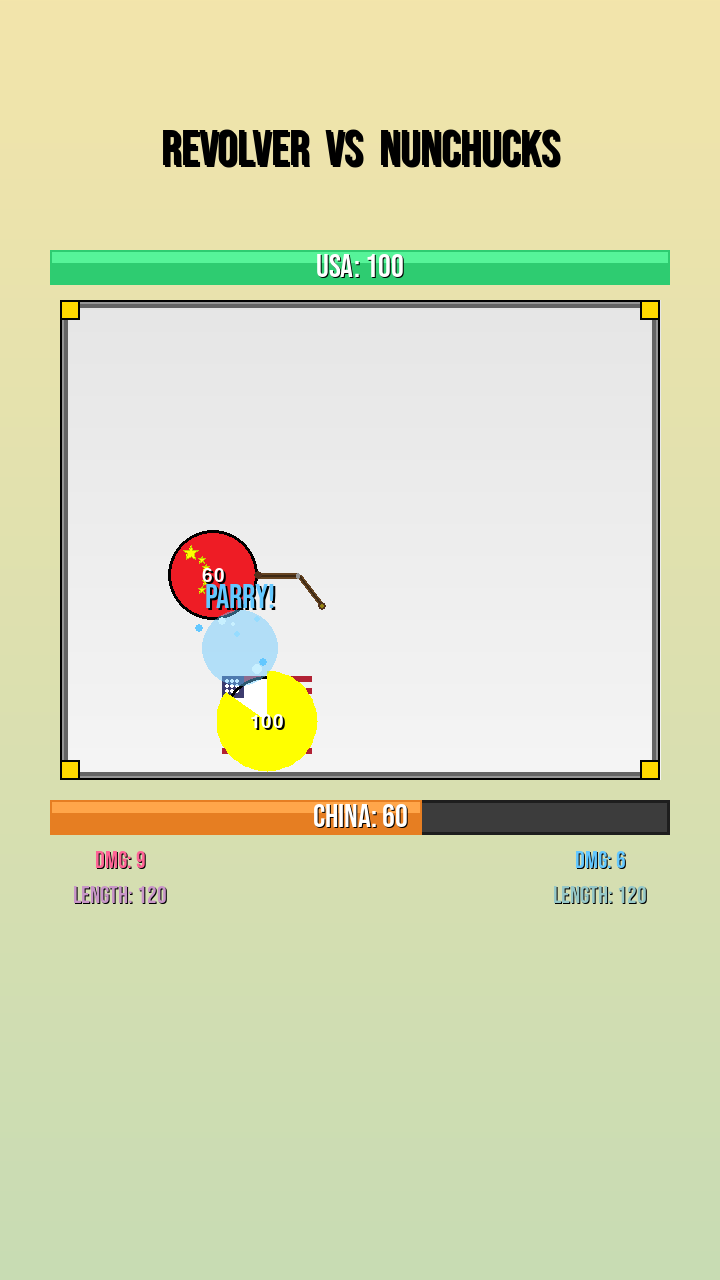 REVOLVER VS NUNCHUCKS
USA: 100
60
PARRY!
100
CHINA: 60
DMG: 9
DMG: 6
LENGTH: 120
LENGTH: 120